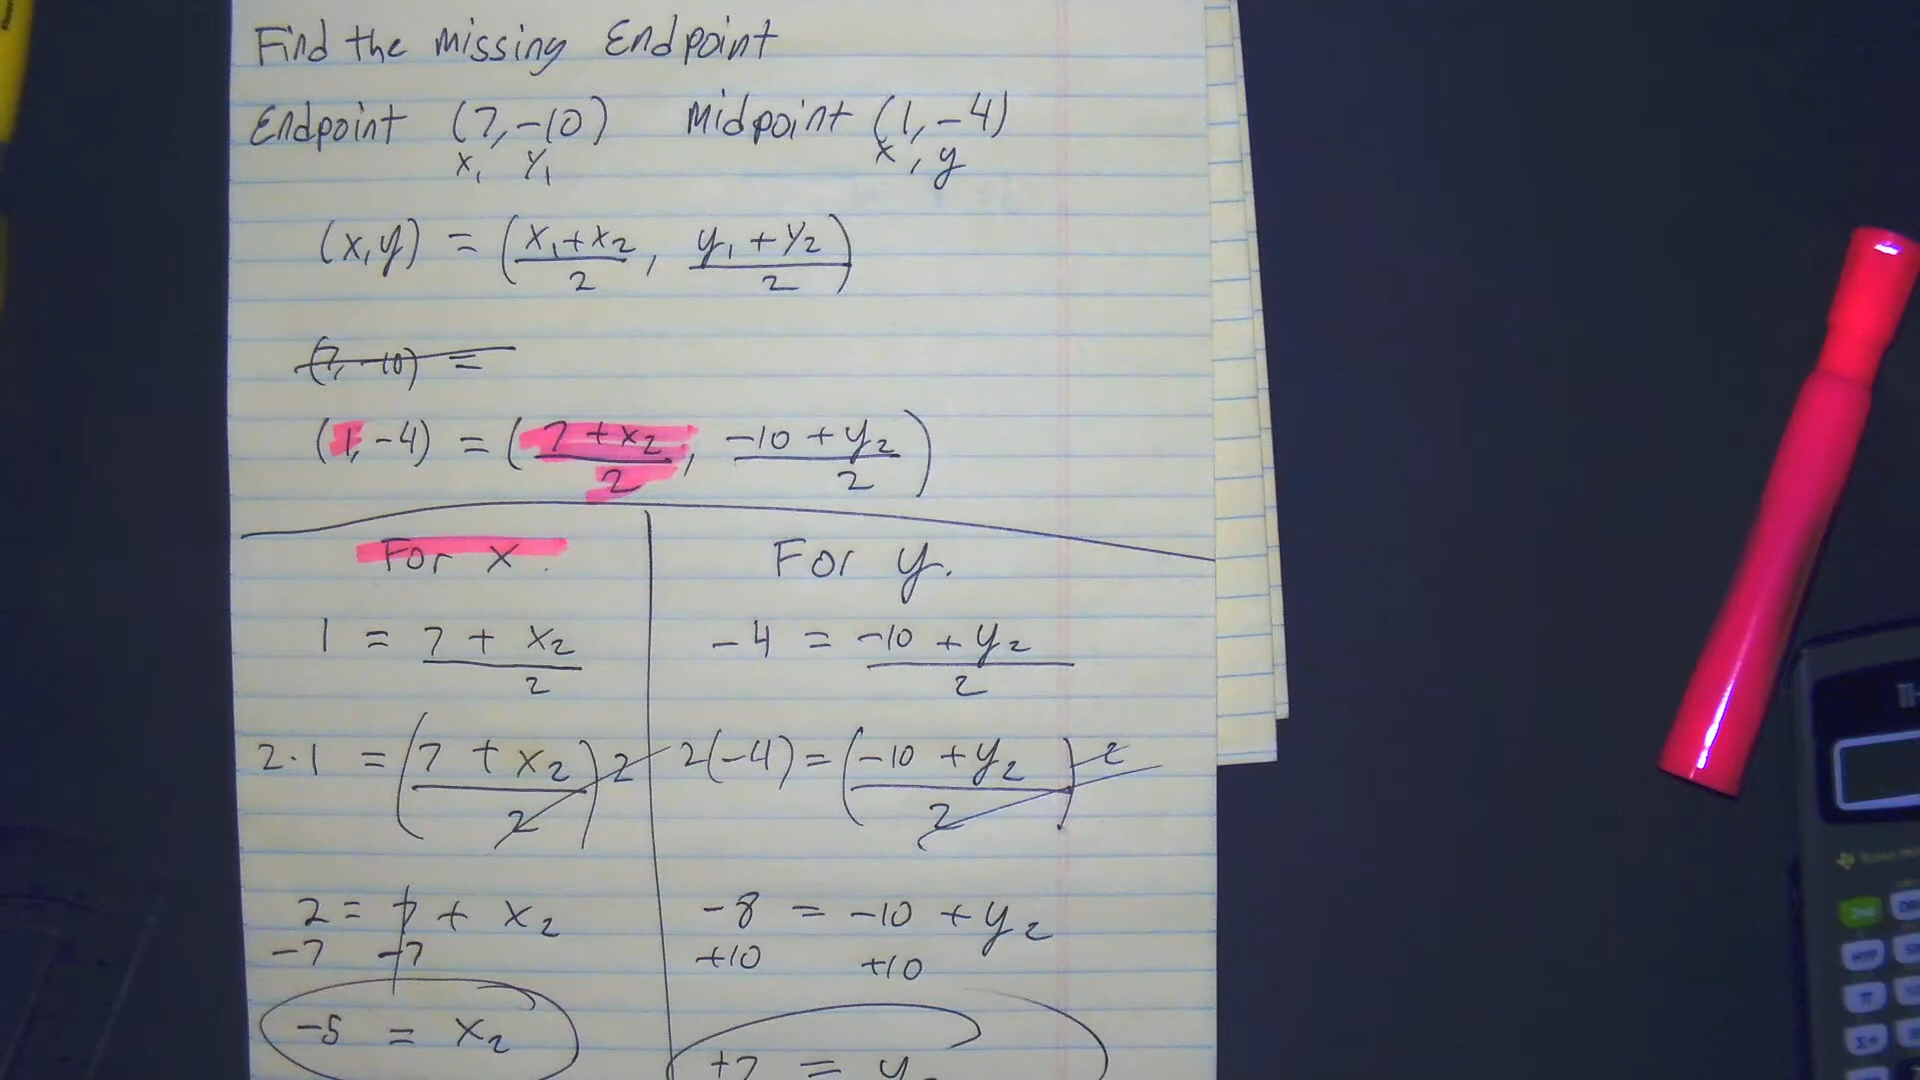 Find the missing Endpoint
Endpoint (7,-10) Midpoint (1,-4)
x₁ y₁ x, y
(x,y) = (x₁+x₂/2, y₁+y₂/2)
(7, -10) =
(1, -4) = (7+x₂/2, -10+y₂/2)
For x.
1 = 7 + x₂/2
2·1 = (7 + x₂/2) 2
2 = 7 + x₂
-7 -7
-5 = x₂
For y.
-4 = -10 + y₂/2
2(-4) = (-10 + y₂/2) 2
-8 = -10 + y₂
+10 +10
= y
2nd
HYP
π
Σ+